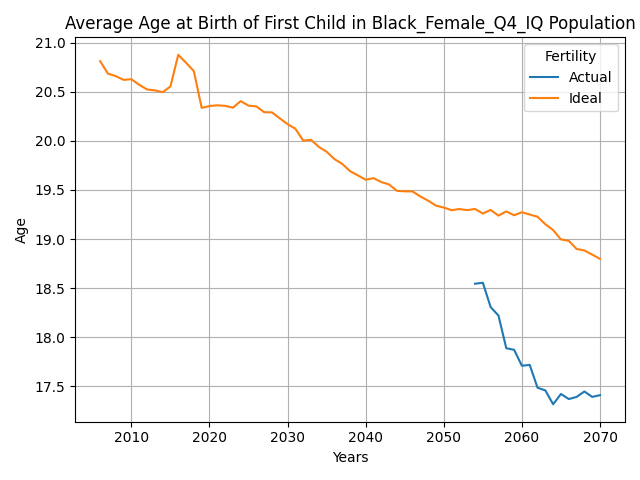 Average Age at Birth of First Child in Black_Female_Q4_IQ Population
Fertility
Actual
Ideal
Age
21.0
20.5
20.0
19.5
19.0
18.5
18.0
17.5
2010 2020 2030 2040 2050 2060 2070
Years